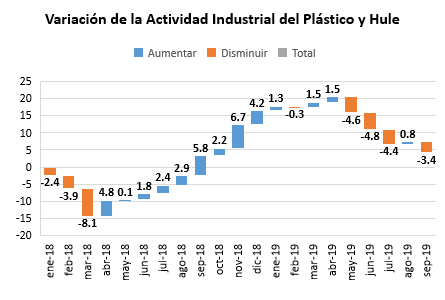 Variación de la Actividad Industrial del Plástico y Hule
Aumentar Disminuir Total
25
20
15
10
5
0
-5
-10
-15
-20
-2.4
-3.9
-8.1
4.8
0.1
1.8
2.4
2.9
5.8
2.2
6.7
4.2
1.3
-0.3
1.5
1.5
-4.6
-4.8
-4.4
0.8
-3.4
ene-18
feb-18
mar-18
abr-18
may-18
jun-18
jul-18
ago-18
sep-18
oct-18
nov-18
dic-18
ene-19
feb-19
mar-19
abr-19
may-19
jun-19
jul-19
ago-19
sep-19